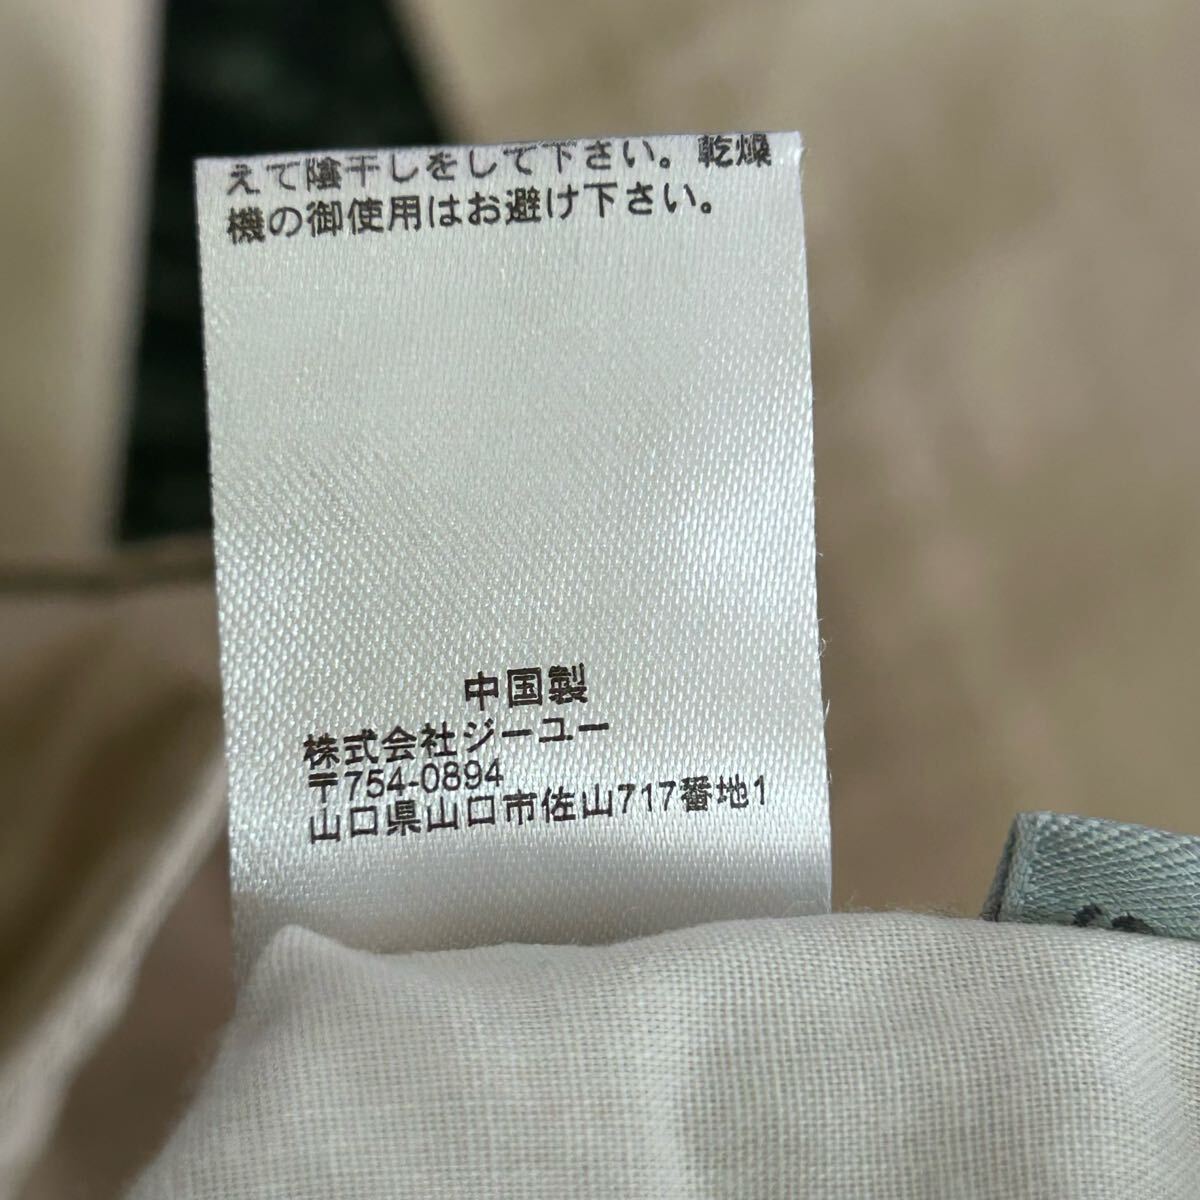 えて陰干しをして下さい。乾燥
機の御使用はお避け下さい。
中国製
株式会社ジーユー
〒754-0894
山口県山口市佐山717番地1